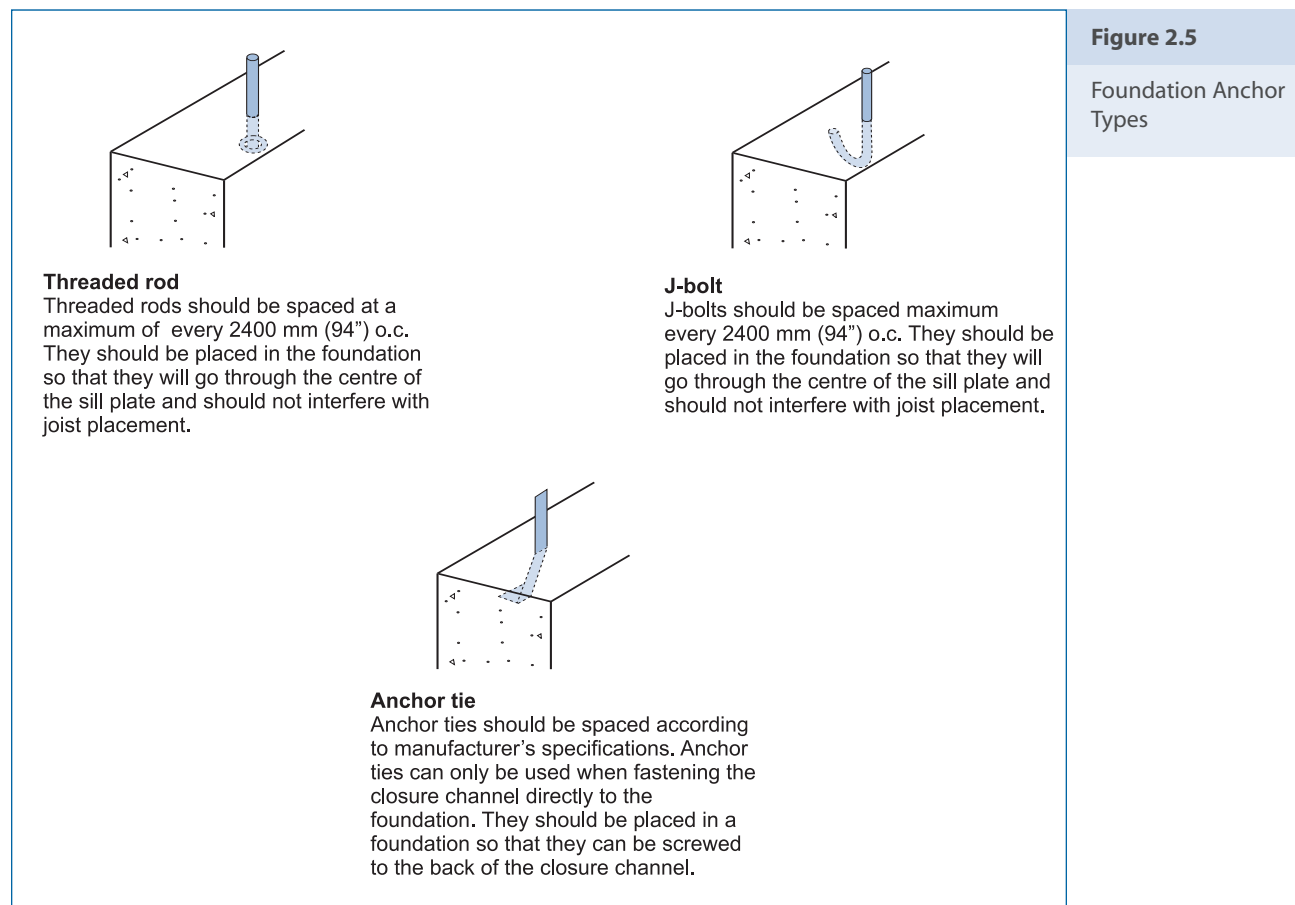 Figure 2.5
Foundation Anchor
Types
Threaded rod
Threaded rods should be spaced at a
maximum of  every 2400 mm (94”) o.c.
They should be placed in the foundation
so that they will go through the centre of
the sill plate and should not interfere with
joist placement.
J-bolt
J-bolts should be spaced maximum
every 2400 mm (94”) o.c. They should be
placed in the foundation so that they will
go through the centre of the sill plate and
should not interfere with joist placement.
Anchor tie
Anchor ties should be spaced according
to manufacturer’s specifications. Anchor
ties can only be used when fastening the
closure channel directly to the
foundation. They should be placed in a
foundation so that they can be screwed
to the back of the closure channel.